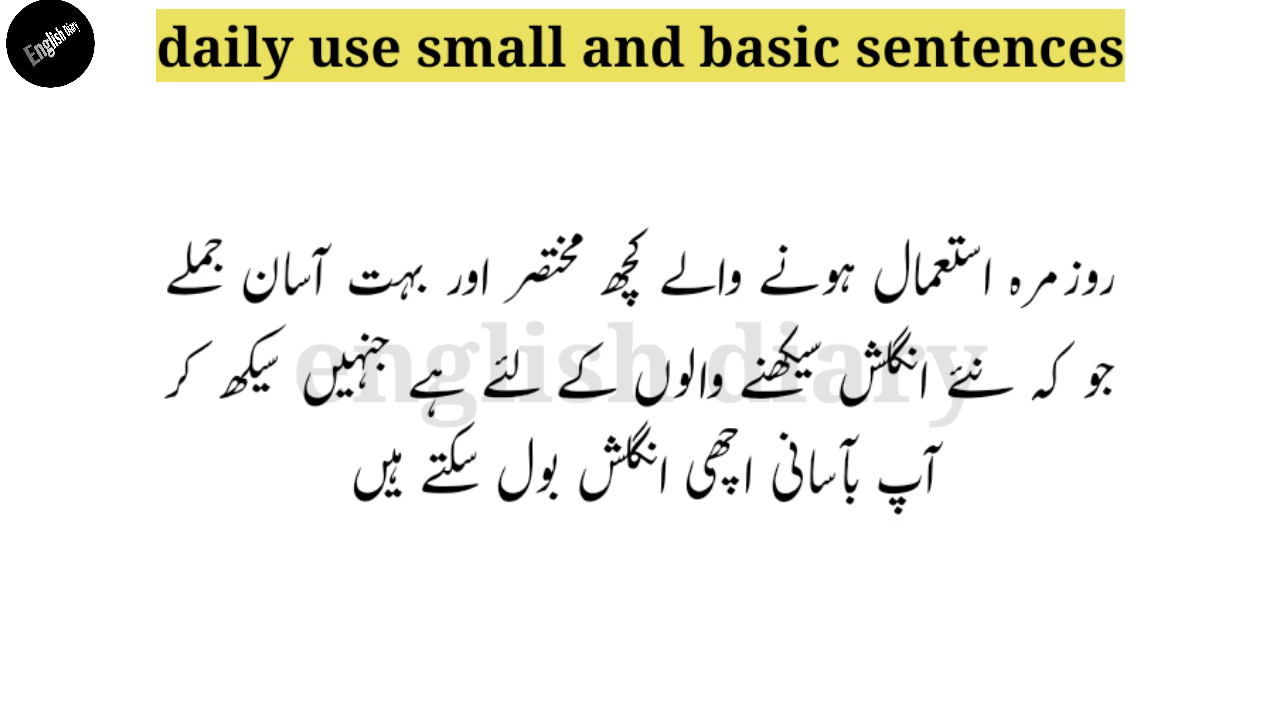 English Diary
daily use small and basic sentences
روزمرہ استعمال ہونے والے کچھ مختصر اور بہت آسان جملے
جو کہ نئے انگلش سیکھنے والوں کے لئے ہے جنہیں سیکھ کر
english diary
آپ بآسانی اچھی انگلش بول سکتے ہیں